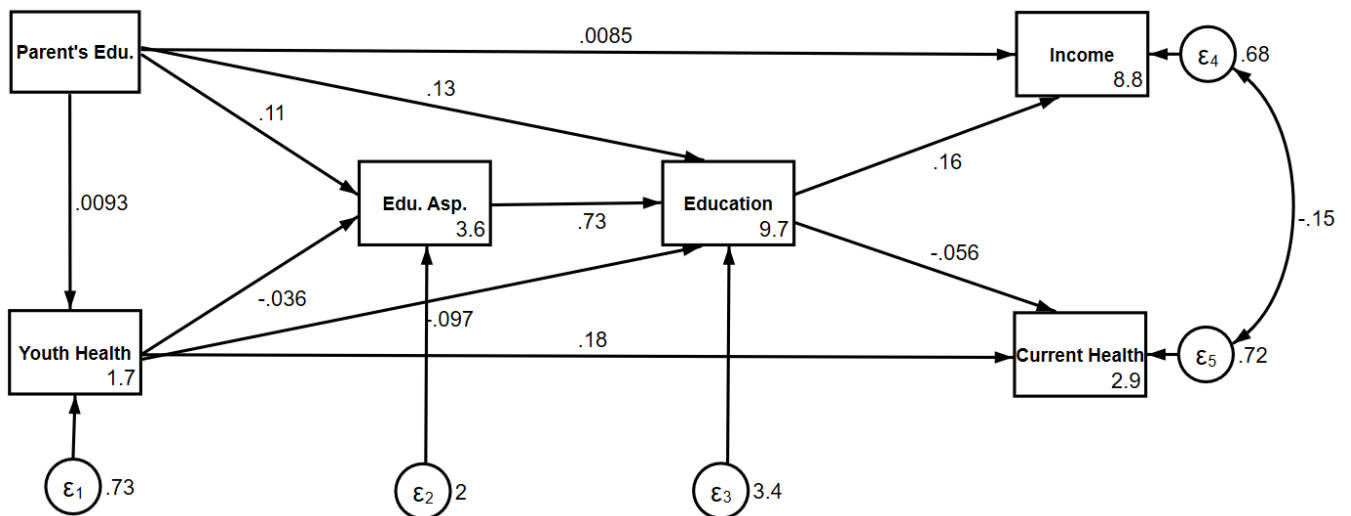 Parent's Edu.
.0085
Income
8.8
ε4
.68
.13
.11
.16
Edu. Asp.
3.6
.73
Education
9.7
.0093
-.15
-.056
-.036
-.097
Youth Health
1.7
.18
Current Health
2.9
ε5
.72
ε1
.73
ε2
2
ε3
3.4